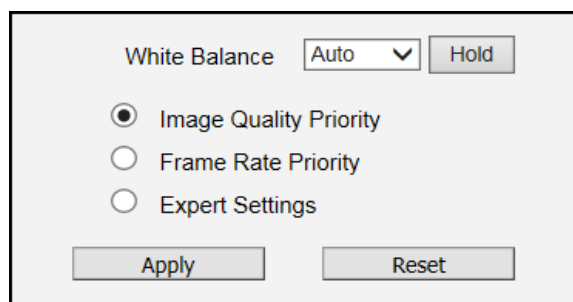 White Balance Auto Hold
Image Quality Priority
Frame Rate Priority
Expert Settings
Apply Reset